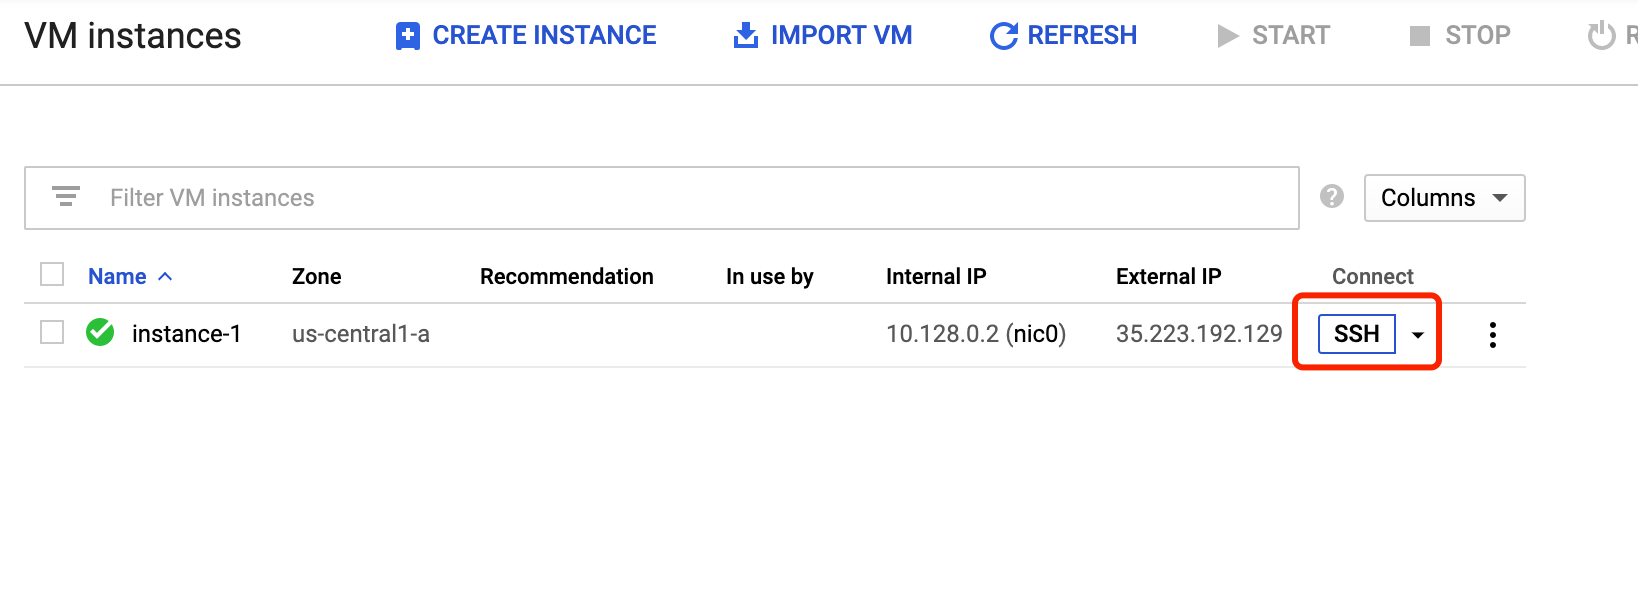 VM instances CREATE INSTANCE IMPORT VM REFRESH START STOP R
Filter VM instances ? Columns
Name Zone Recommendation In use by Internal IP External IP Connect
instance-1 us-central1-a 10.128.0.2 (nic0) 35.223.192.129 SSH